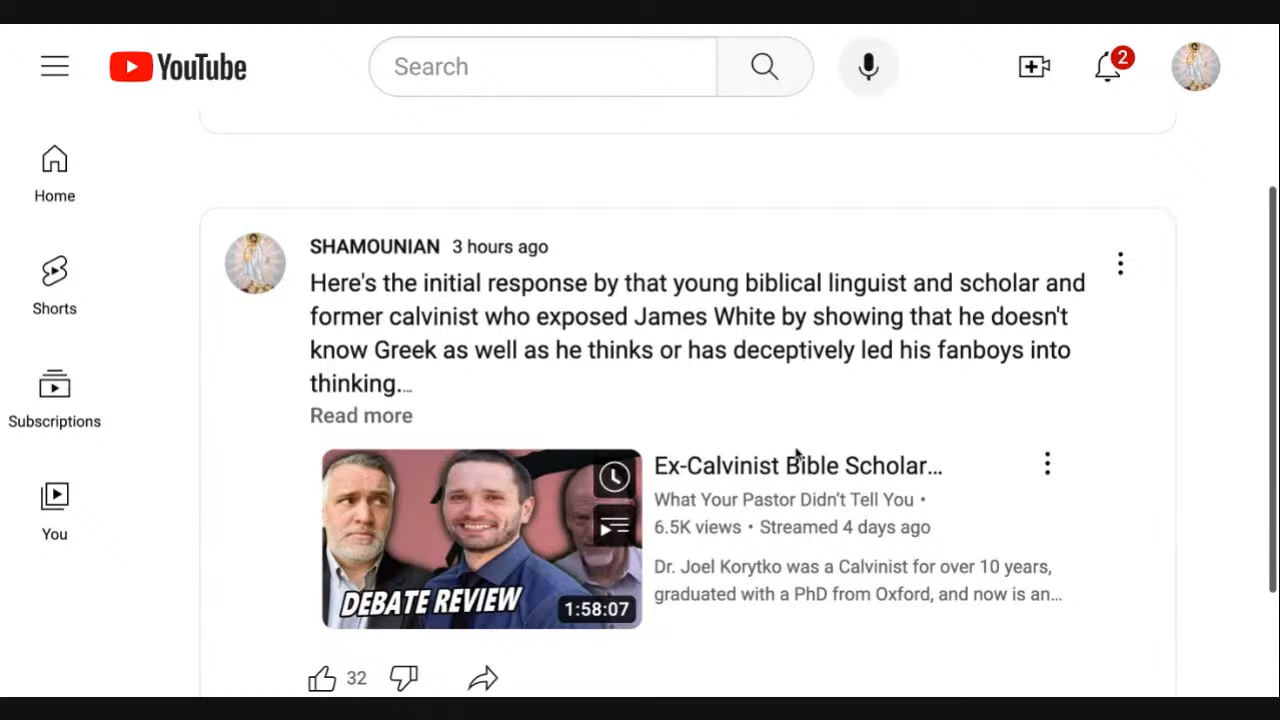 YouTube
Search
2
Home
Shorts
Subscriptions
You
SHAMOUNIAN 3 hours ago
Here's the initial response by that young biblical linguist and scholar and
former calvinist who exposed James White by showing that he doesn't
know Greek as well as he thinks or has deceptively led his fanboys into
thinking...
Read more
DEBATE REVIEW
1:58:07
Ex-Calvinist Bible Scholar...
What Your Pastor Didn't Tell You •
6.5K views • Streamed 4 days ago
Dr. Joel Korytko was a Calvinist for over 10 years,
graduated with a PhD from Oxford, and now is an...
32